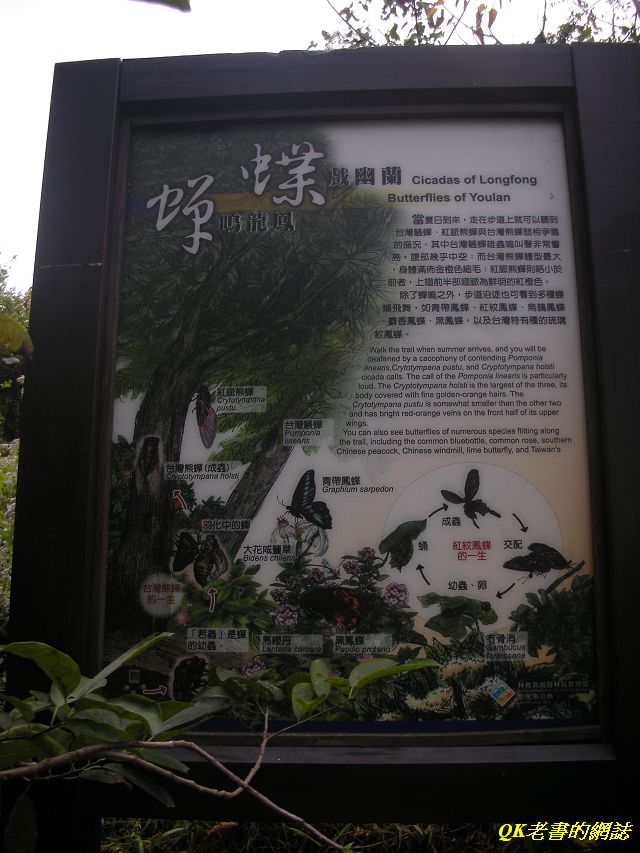 蟬 蝶戲幽蘭
鳴龍鳳
Cicadas of Longfong
Butterflies of Youlan
當夏日到來，走在步道上就可以聽到
台灣騷蟬、紅脈熊蟬與台灣熊蟬競相爭鳴
的盛況。其中台灣騷蟬雄蟲鳴叫聲非常響
亮，腹部幾乎中空；而台灣熊蟬體型最大
，身體滿佈金橙色細毛；紅脈熊蟬則略小於
前者，上翅前半部翅脈為鮮明的紅橙色。
除了蟬鳴之外，步道沿途也可看到多種蝶
類飛舞，如青帶鳳蝶、紅紋鳳蝶、烏鴉鳳蝶
、麝香鳳蝶、黑鳳蝶，以及台灣特有種的琉璃
紋鳳蝶。
Walk the trail when summer arrives, and you will be
deafened by a cacophony of contending Pomponia
linearis,Crytotympana pustu, and Cryptotympana holsti
cicada calls. The call of the Pomponia linearis is particularly
loud. The Cryptotympana holsti is the largest of the three, its
body covered with fine golden-orange hairs. The
Crytotympana pustu is somewhat smaller than the other two
and has bright red-orange veins on the front half of its upper
wings.
You can also see butterflies of numerous species flitting along
the trail, including the common bluebottle, common rose, southern
Chinese peacock, Chinese windmill, lime butterfly, and Taiwan's
紅脈熊蟬
Crytotympana
pustu
台灣騷蟬
Pomponia
linearis
台灣熊蟬(成蟲)
Cryptotympana holsti
青帶鳳蝶
Graphium sarpedon
羽化中的蟬
大花咸豐草
Bidens chilensis
台灣熊蟬
的一生
「若蟲」是蟬
的幼蟲
卵
馬纓丹
Lantana camara
黑鳳蝶
Papilio protenor
成蟲
蛹
紅紋鳳蝶
的一生
交配
幼蟲、卵
冇骨消
Sambucus
formosana
QK老書的網誌